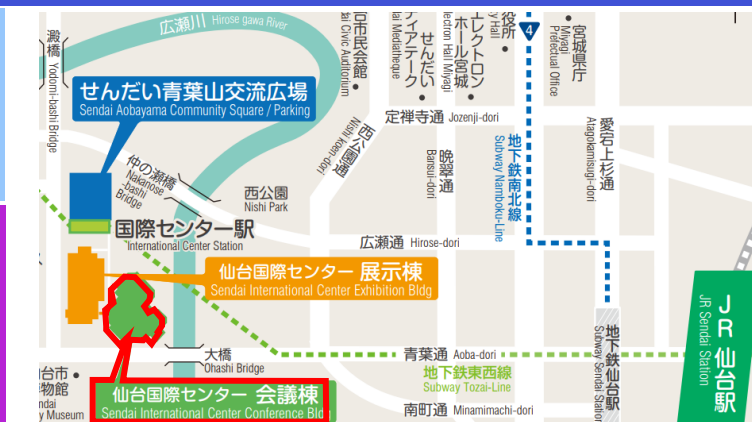 広瀬川 Hirose gawa River
澱橋
Yodomi-bashi Bridge
せんだい青葉山交流広場
Sendai Aobayama Community Square / Parking
仲の瀬橋
Nakanose
-bashi
Bridge
西公園
Nishi Park
国際センター駅
International Center Station
市民会館
Civic Auditorium
ティアテーク
Mediatheque
せんだい
エレクトロン
ホール宮城
Hall Miyagi
役所
Hall
4
宮城県庁
Miyagi
Prefectual Office
定禅寺通 Jozenji-dori
西公園通
Nishi koen-dori
晩翠通
Bansui-dori
地下鉄南北線
Subway Namboku-Line
愛宕上杉通
Atagokamisugi-dori
広瀬通 Hirose-dori
仙台国際センター 展示棟
Sendai International Center Exhibition Bldg
大橋
Ohashi Bridge
青葉通 Aoba-dori
地下鉄東西線
Subway Tozai-Line
地下鉄仙台駅
Subway Sendai Station
JR仙台駅
JR Sendai Station
台市
物館
Museum
仙台国際センター 会議棟
Sendai International Center Conference Bldg
南町通 Minamimachi-dori